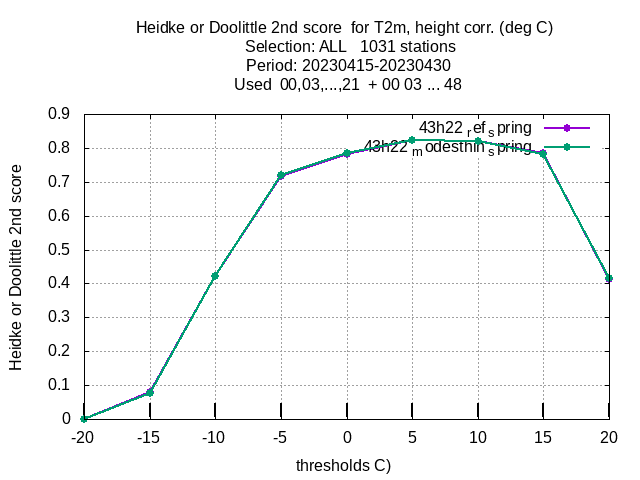 Heidke or Doolittle 2nd score  for T2m, height corr. (deg C)
Selection: ALL   1031 stations
Period: 20230415-20230430
Used  00,03,...,21  + 00 03 ... 48
43h22 ref spring
43h22 modesthin spring
Heidke or Doolittle 2nd score
0.9
0.8
0.7
0.6
0.5
0.4
0.3
0.2
0.1
0
-20 -15 -10 -5 0 5 10 15 20
thresholds C)